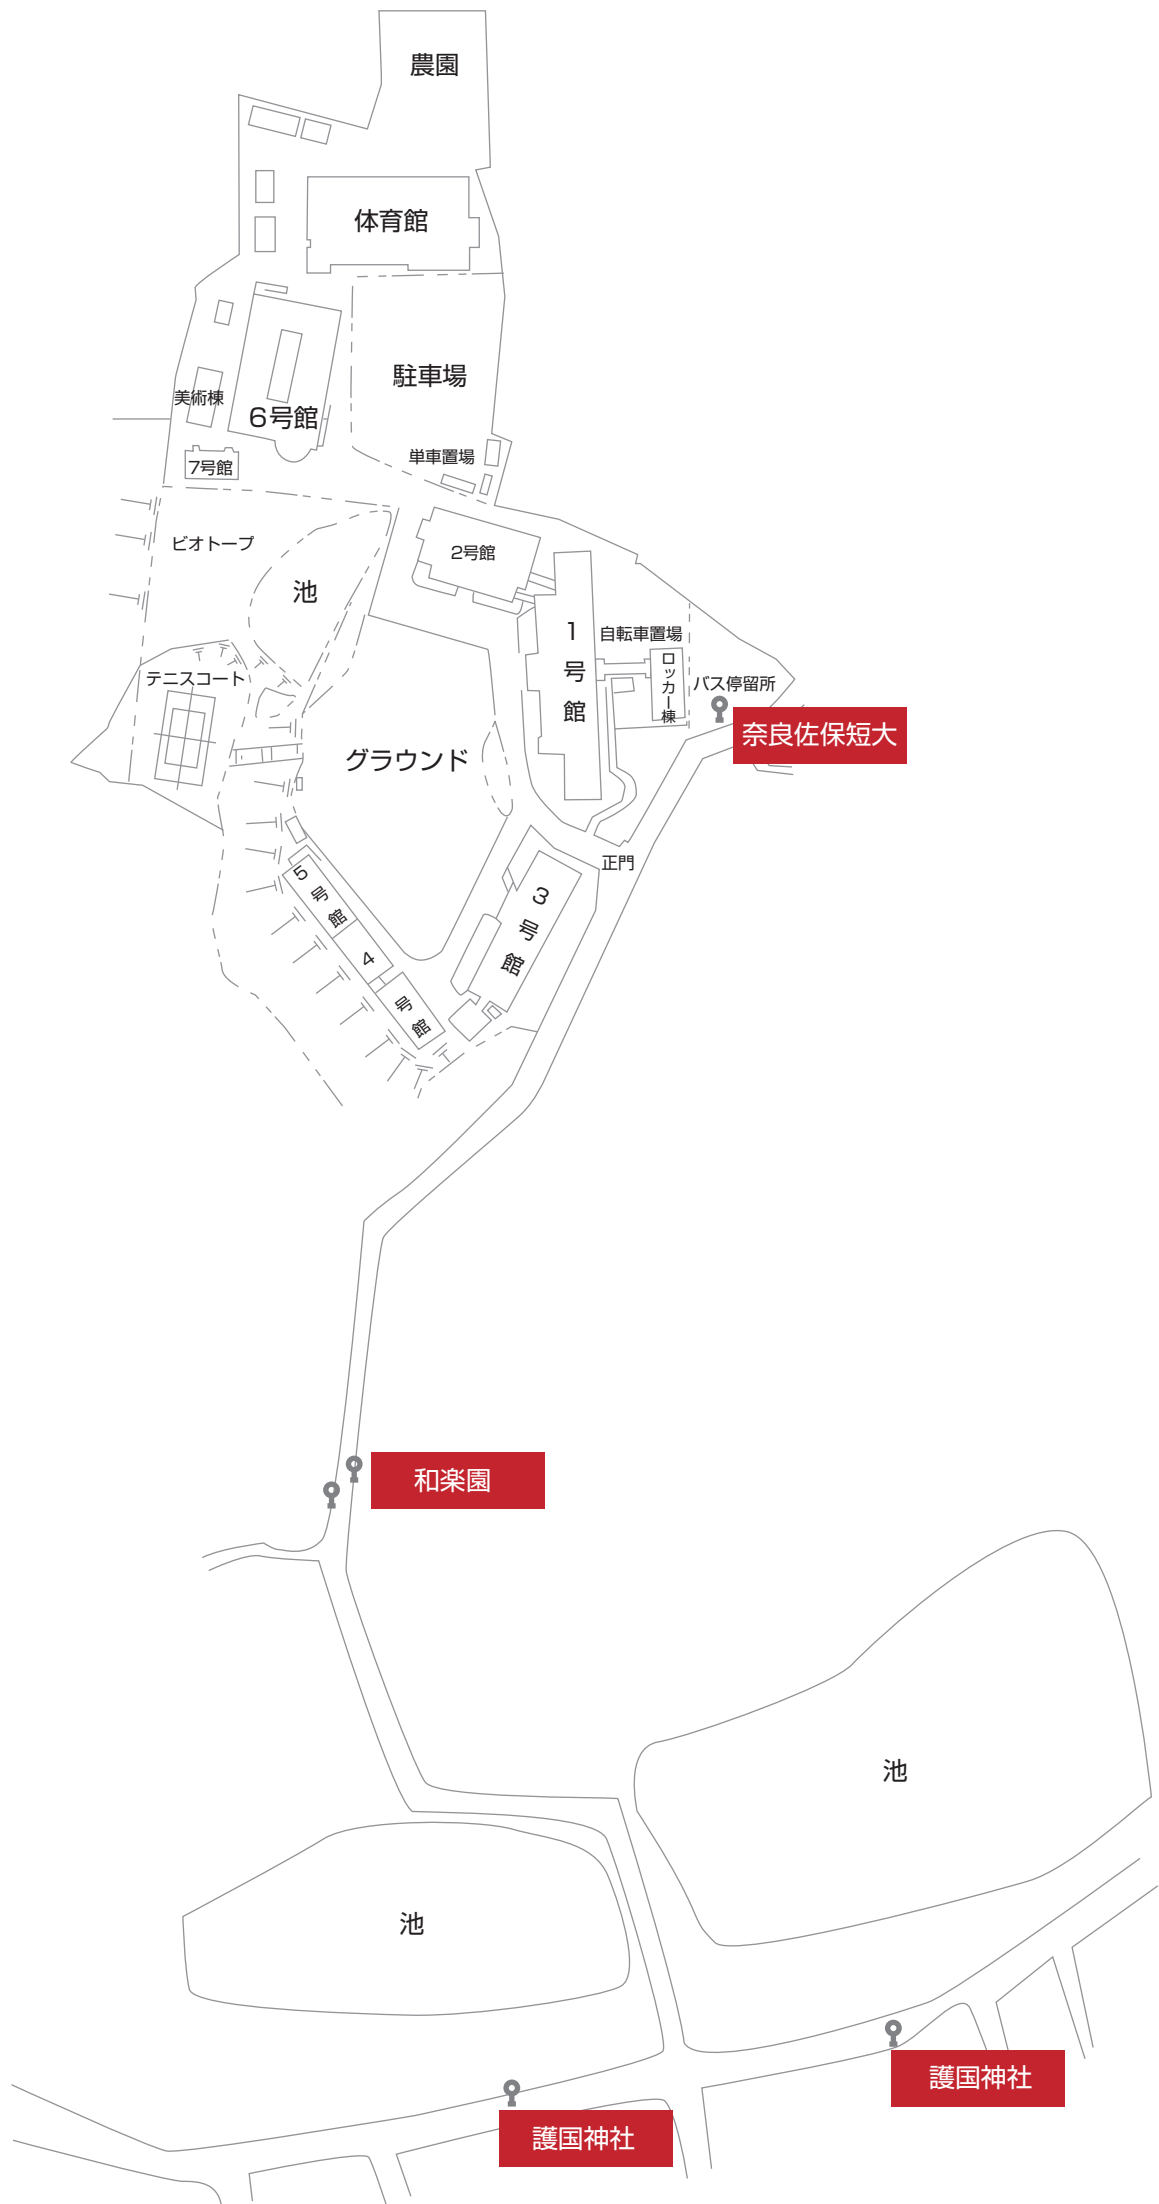 農園
体育館
駐車場
美術棟
6号館
単車置場
7号館
ビオトープ
2号館
池
1号館
自転車置場
ロッカー棟
テニスコート
バス停留所
奈良佐保短大
グラウンド
正門
5号館
3号館
4号館
和楽園
池
池
護国神社
護国神社